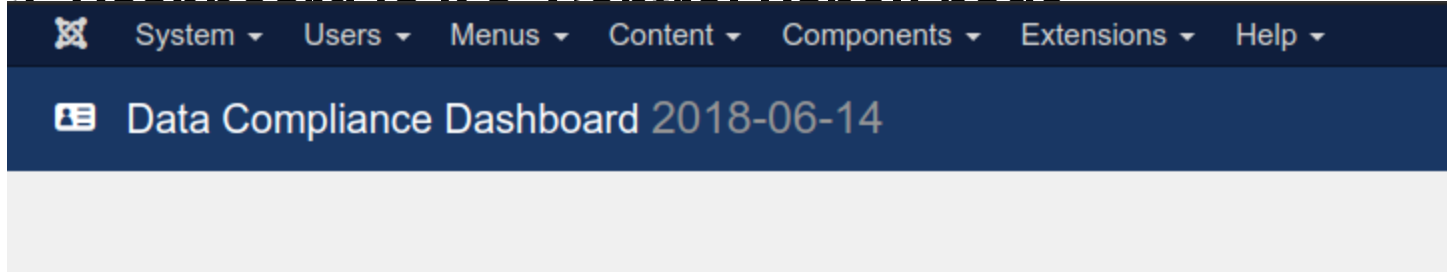 System Users Menus Content Components Extensions Help
Data Compliance Dashboard 2018-06-14